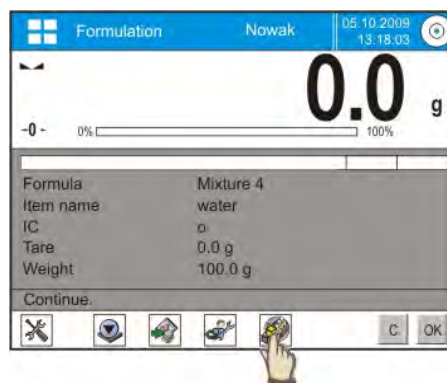 Formulation Nowak 05.10.2009
13.18:03
0.0 g
-0- 0% 100%
Formula Mixture 4
Item name water
IC o
Tare 0.0 g
Weight 100.0 g
Continue.
C OK